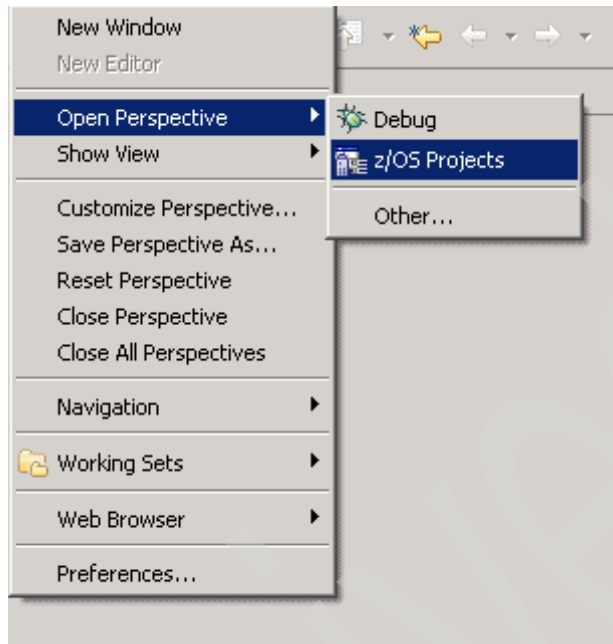 New Window
New Editor
Open Perspective
Debug
Show View
z/OS Projects
Customize Perspective...
Other...
Save Perspective As...
Reset Perspective
Close Perspective
Close All Perspectives
Navigation
Working Sets
Web Browser
Preferences...